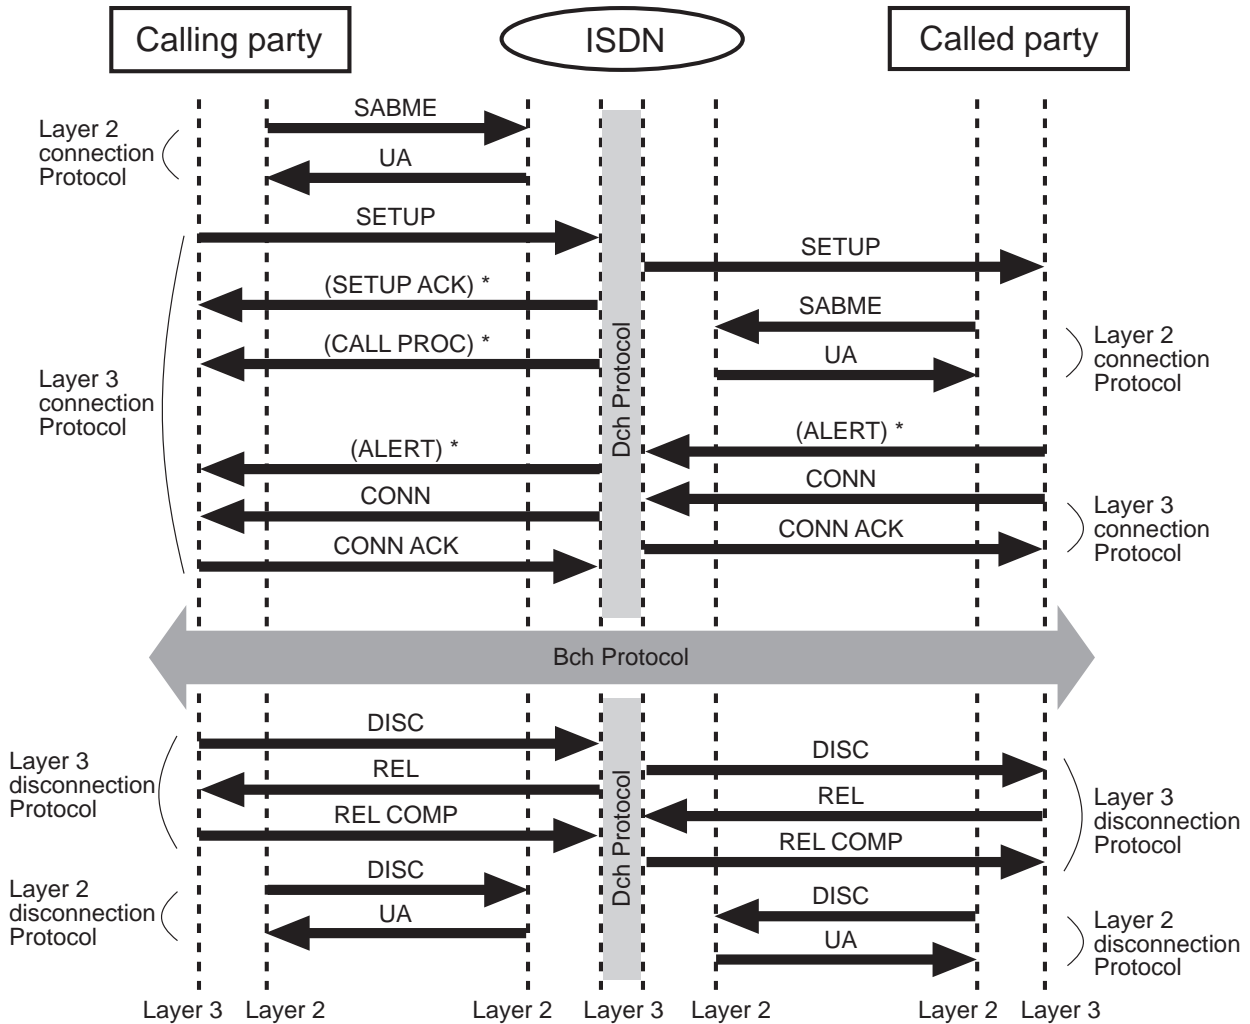 Calling party
ISDN
Called party
Layer 2
connection
Protocol
SABME
UA
SETUP
SETUP
(SETUP ACK) *
SABME
(CALL PROC) *
UA
Layer 2
connection
Protocol
Layer 3
connection
Protocol
Dch Protocol
(ALERT) *
(ALERT) *
CONN
CONN
CONN ACK
CONN ACK
Layer 3
connection
Protocol
Bch Protocol
DISC
DISC
Layer 3
disconnection
Protocol
REL
REL
REL COMP
REL COMP
Layer 3
disconnection
Protocol
Dch Protocol
DISC
DISC
Layer 2
disconnection
Protocol
UA
UA
Layer 2
disconnection
Protocol
Layer 3 Layer 2 Layer 2 Layer 3 Layer 2 Layer 2 Layer 3